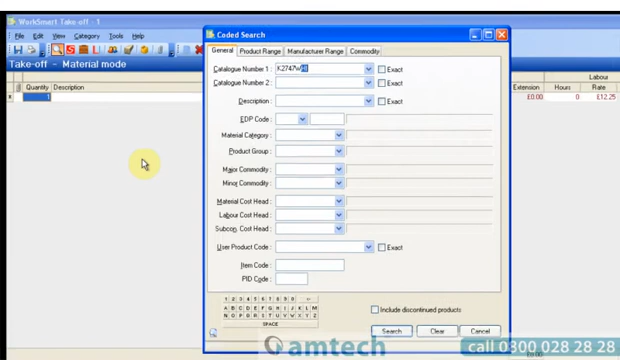 WorkSmart Take-off - 1
File Edit View Category Tools Help
Take-off - Material mode
Quantity Description
1
Labour
Extension Hours Rate
£0.00 0 £12.25
Coded Search
General Product Range Manufacturer Range Commodity
Catalogue Number 1 : K2747wHI Exact
Catalogue Number 2 : Exact
Description : Exact
EDP Code :
Material Category :
Product Group :
Major Commodity :
Minor Commodity :
Material Cost Head :
Labour Cost Head :
Subcon. Cost Head :
User Product Code : Exact
Item Code :
PID Code :
1 2 3 4 5 6 7 8 9 0
A B C D E F G H I J K L M
N O P Q R S T U V W X Y Z
SPACE
Include discontinued products
Search Clear Cancel
amtech call 0300 028 28 28
£0.00